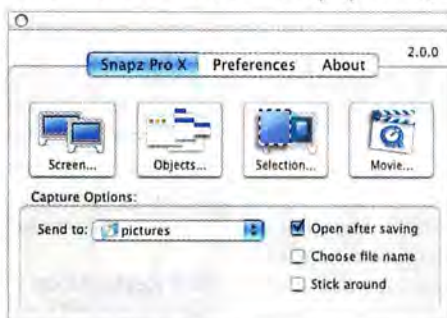 2.0.0
Snapz Pro X Preferences About
Screen... Objects... Selection... Movie...
Capture Options:
Send to: pictures Open after saving
Choose file name
Stick around